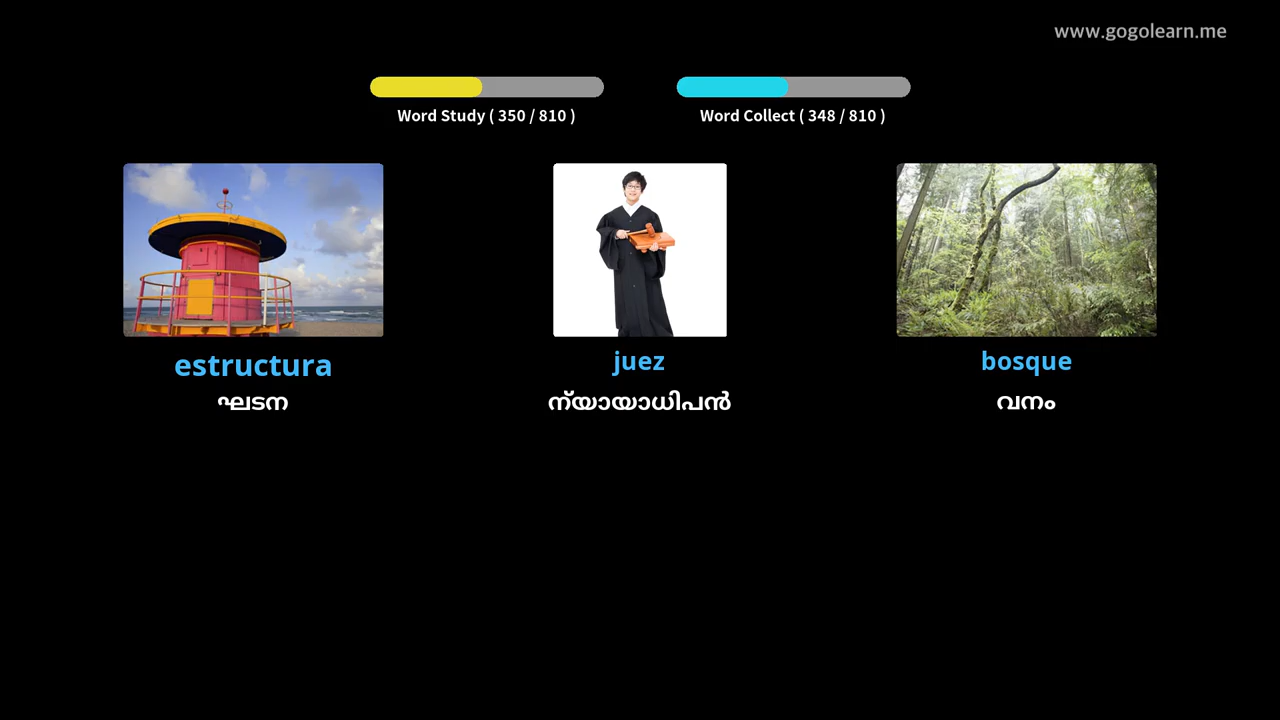 www.gogolearn.me
Word Study ( 350 / 810 )
Word Collect ( 348 / 810 )
estructura
ഘടന
juez
ന്യായാധിപൻ
bosque
വനം